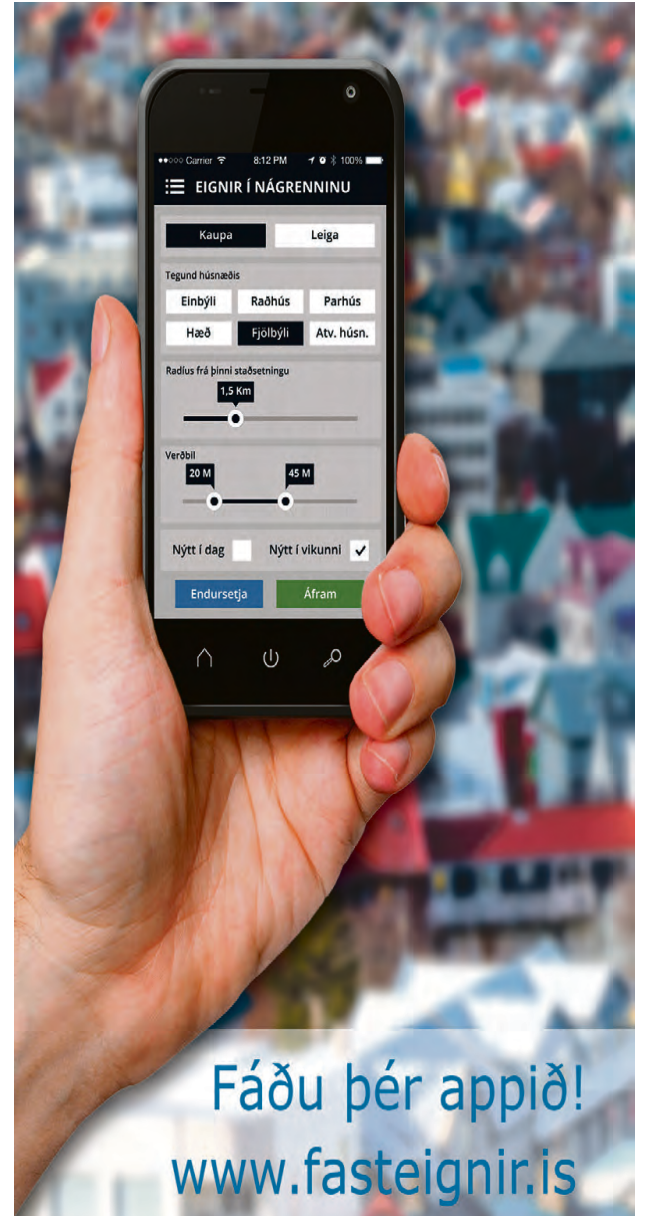 Carrier 8:12 PM 100%
EIGNIR Í NÁGRENNINU
Kaupa Leiga
Tegund húsnæðis
Einbýli Raðhús Parhús
Hæð Fjölbýli Atv. húsn.
Radíus frá þinni staðsetningu
1,5 Km
Verðbil
20 M 45 M
Nýtt í dag Nýtt í vikunni
Endursetja Áfram
Fáðu þér appið!
www.fasteignir.is